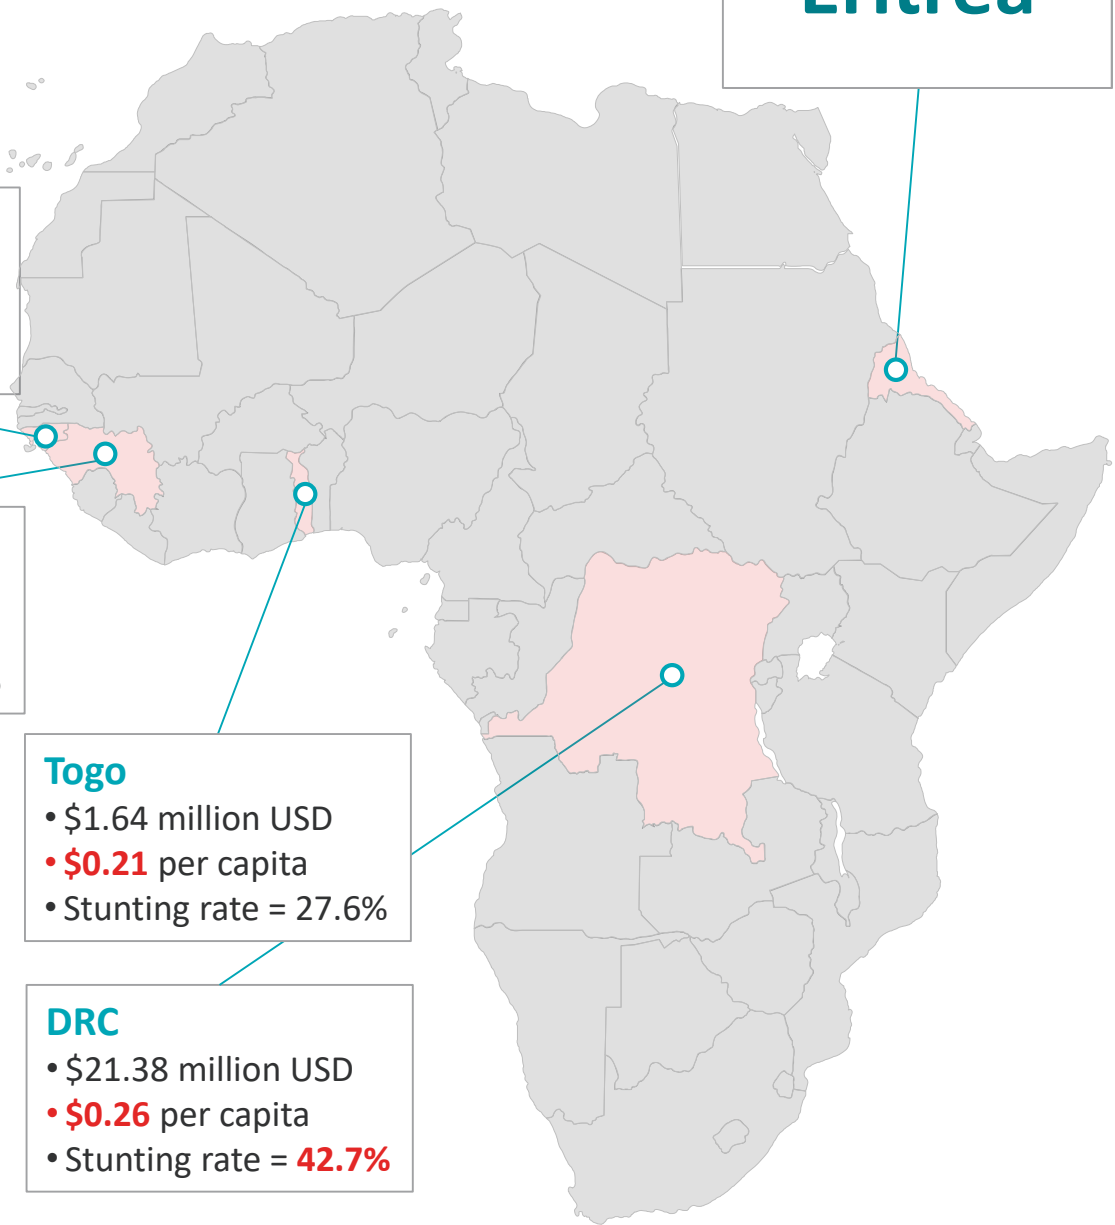 Eritrea
Togo
• $1.64 million USD
• $0.21 per capita
• Stunting rate = 27.6%
DRC
• $21.38 million USD
• $0.26 per capita
• Stunting rate = 42.7%